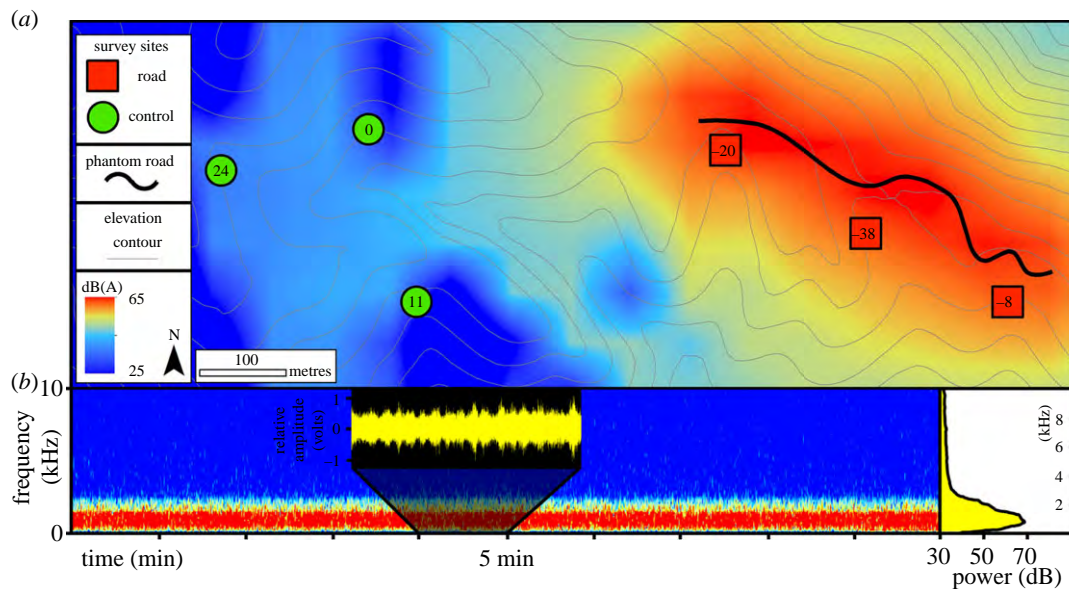 (a)
survey sites
road
control
phantom road
elevation
contour
dB(A)
65
25
N
100
metres
0
24
11
–20
–38
–8
(b)
10
frequency
(kHz)
0
relative
amplitude
(volts)
1
0
–1
(kHz)
8
6
4
2
time (min)
5 min
30 50 70
power (dB)